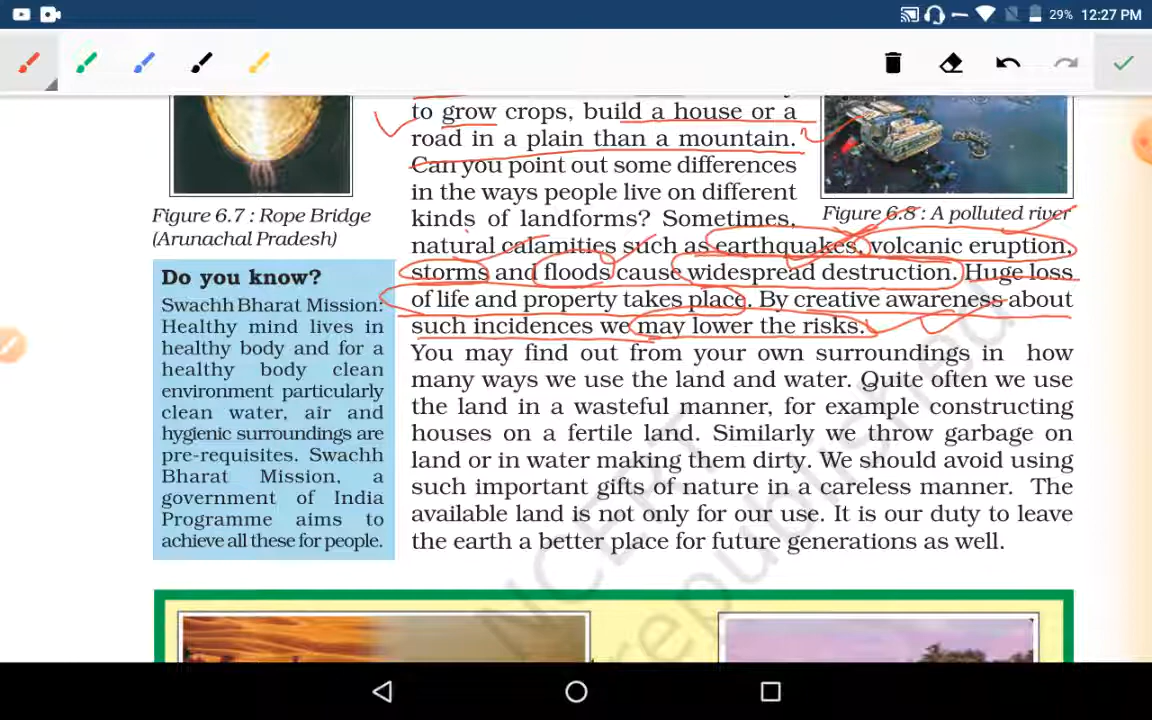 29% 12:27 PM
to grow crops, build a house or a
road in a plain than a mountain.
Can you point out some differences
in the ways people live on different
kinds of landforms? Sometimes,
natural calamities such as earthquakes, volcanic eruption,
storms and floods cause widespread destruction. Huge loss
of life and property takes place. By creative awareness about
such incidences we may lower the risks.
You may find out from your own surroundings in how
many ways we use the land and water. Quite often we use
the land in a wasteful manner, for example constructing
houses on a fertile land. Similarly we throw garbage on
land or in water making them dirty. We should avoid using
such important gifts of nature in a careless manner. The
available land is not only for our use. It is our duty to leave
the earth a better place for future generations as well.
Figure 6.7 : Rope Bridge
(Arunachal Pradesh)
Figure 6.8 : A polluted river
Do you know?
Swachh Bharat Mission:
Healthy mind lives in
healthy body and for a
healthy body clean
environment particularly
clean water, air and
hygienic surroundings are
pre-requisites. Swachh
Bharat Mission, a
government of India
Programme aims to
achieve all these for people.
NCERT
republished